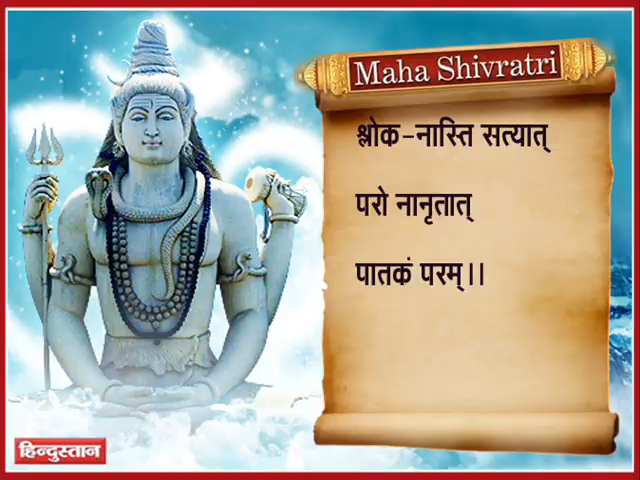 Maha Shivratri
श्लोक-नास्ति सत्यात्
परो नानृतात्
पातकं परम्।।
हिन्दुस्तान